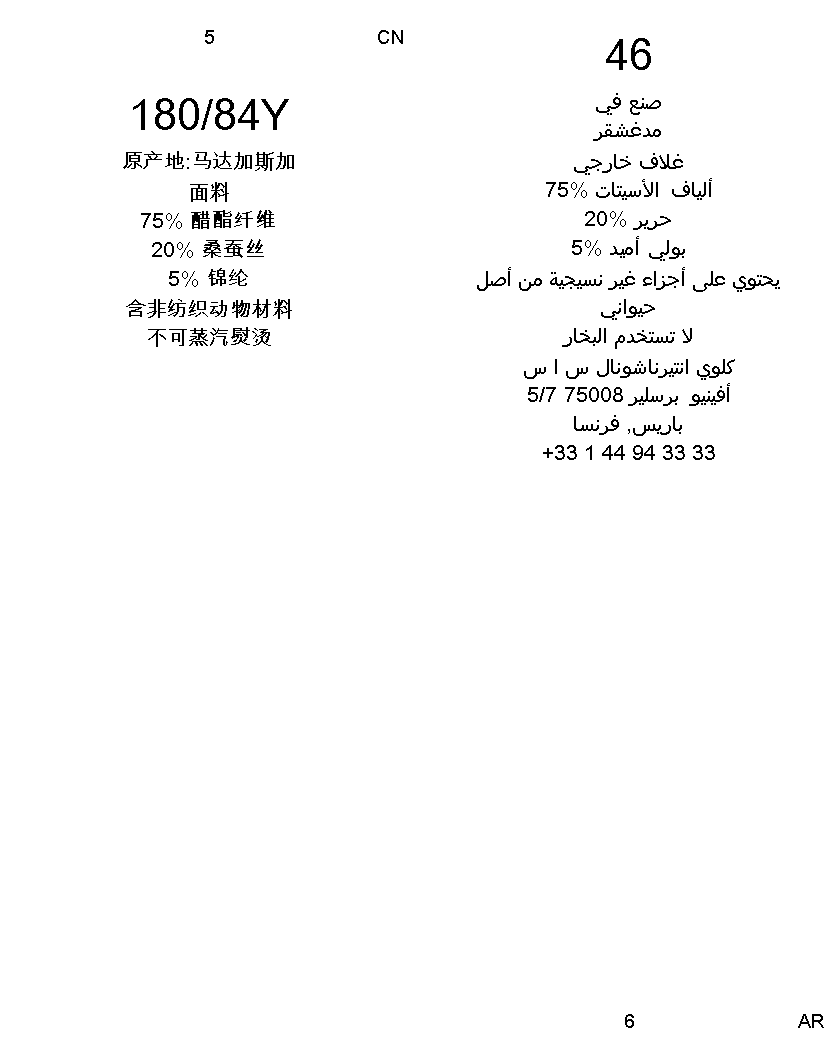 5
CN
180/84Y
原产地:马达加斯加
面料
75% 醋酯纤维
20% 桑蚕丝
5% 锦纶
含非纺织动物材料
不可蒸汽熨烫
46
صنع في
مدغشقر
غلاف خارجي
ألياف الأسيتات %75
حرير %20
بولي أميد %5
يحتوي على أجزاء غير نسيجية من أصل
حيواني
لا تستخدم البخار
كلوي انتيرناشونال س ا س
أفينيو برسلير 75008 5/7
باريس, فرنسا
+33 1 44 94 33 33
6
AR